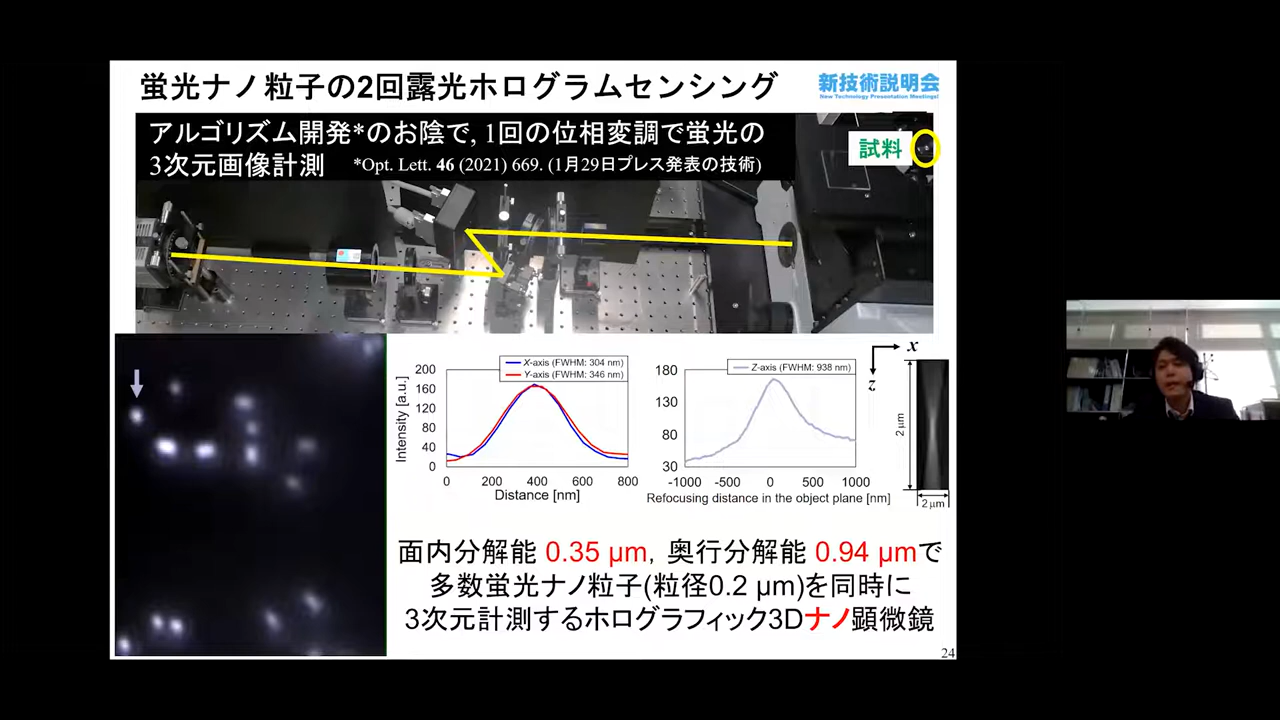 蛍光ナノ粒子の2回露光ホログラムセンシング
新技術説明会
New Technology Presentation Meetings!
アルゴリズム開発*のお陰で, 1回の位相変調で蛍光の
3次元画像計測 *Opt. Lett. 46 (2021) 669. (1月29日プレス発表の技術)
試料
X-axis (FWHM: 304 nm)
Y-axis (FWHM: 346 nm)
200
160
120
80
40
0
Intensity [a.u.]
0 200 400 600 800
Distance [nm]
Z-axis (FWHM: 938 nm)
180
130
80
30
-1000 -500 0 500 1000
Refocusing distance in the object plane [nm]
x
z
2 μm
2 μm
面内分解能 0.35 μm, 奥行分解能 0.94 μmで
多数蛍光ナノ粒子(粒径0.2 μm)を同時に
3次元計測するホログラフィック3Dナノ顕微鏡
24